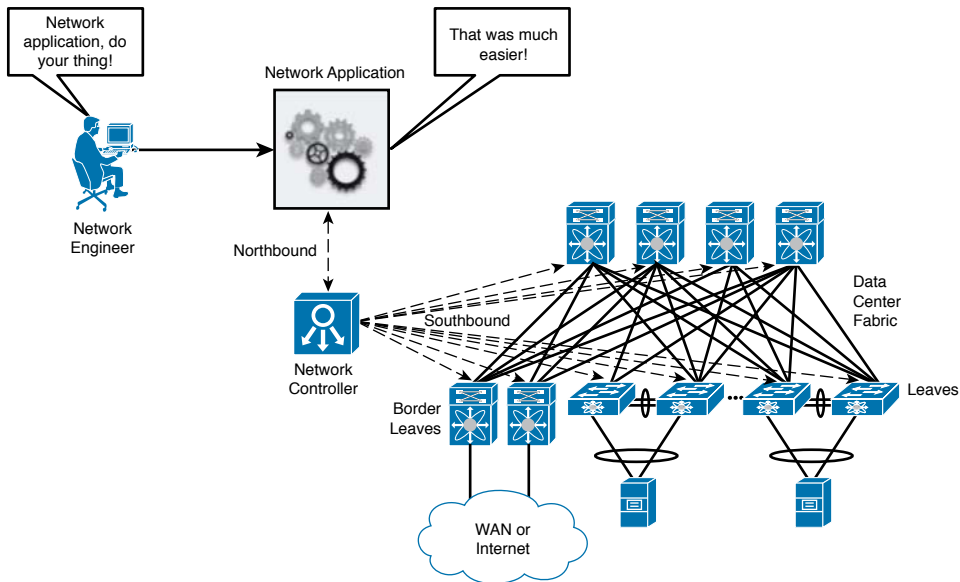 Network
application, do
your thing!
That was much
easier!
Network Application
Network
Engineer
Northbound
Southbound
Data
Center
Fabric
Network
Controller
Border
Leaves
Leaves
WAN or
Internet